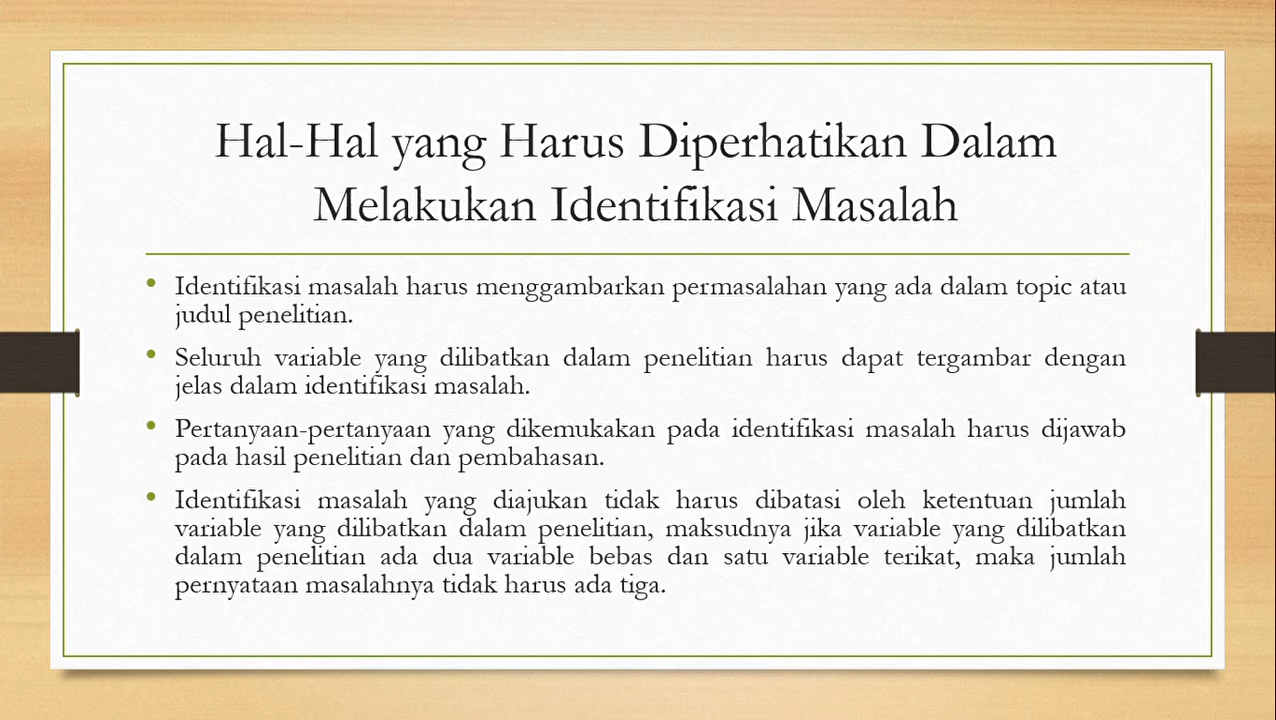 Hal-Hal yang Harus Diperhatikan Dalam
Melakukan Identifikasi Masalah
• Identifikasi masalah harus menggambarkan permasalahan yang ada dalam topic atau
judul penelitian.
• Seluruh variable yang dilibatkan dalam penelitian harus dapat tergambar dengan
jelas dalam identifikasi masalah.
• Pertanyaan-pertanyaan yang dikemukakan pada identifikasi masalah harus dijawab
pada hasil penelitian dan pembahasan.
• Identifikasi masalah yang diajukan tidak harus dibatasi oleh ketentuan jumlah
variable yang dilibatkan dalam penelitian, maksudnya jika variable yang dilibatkan
dalam penelitian ada dua variable bebas dan satu variable terikat, maka jumlah
pernyataan masalahnya tidak harus ada tiga.